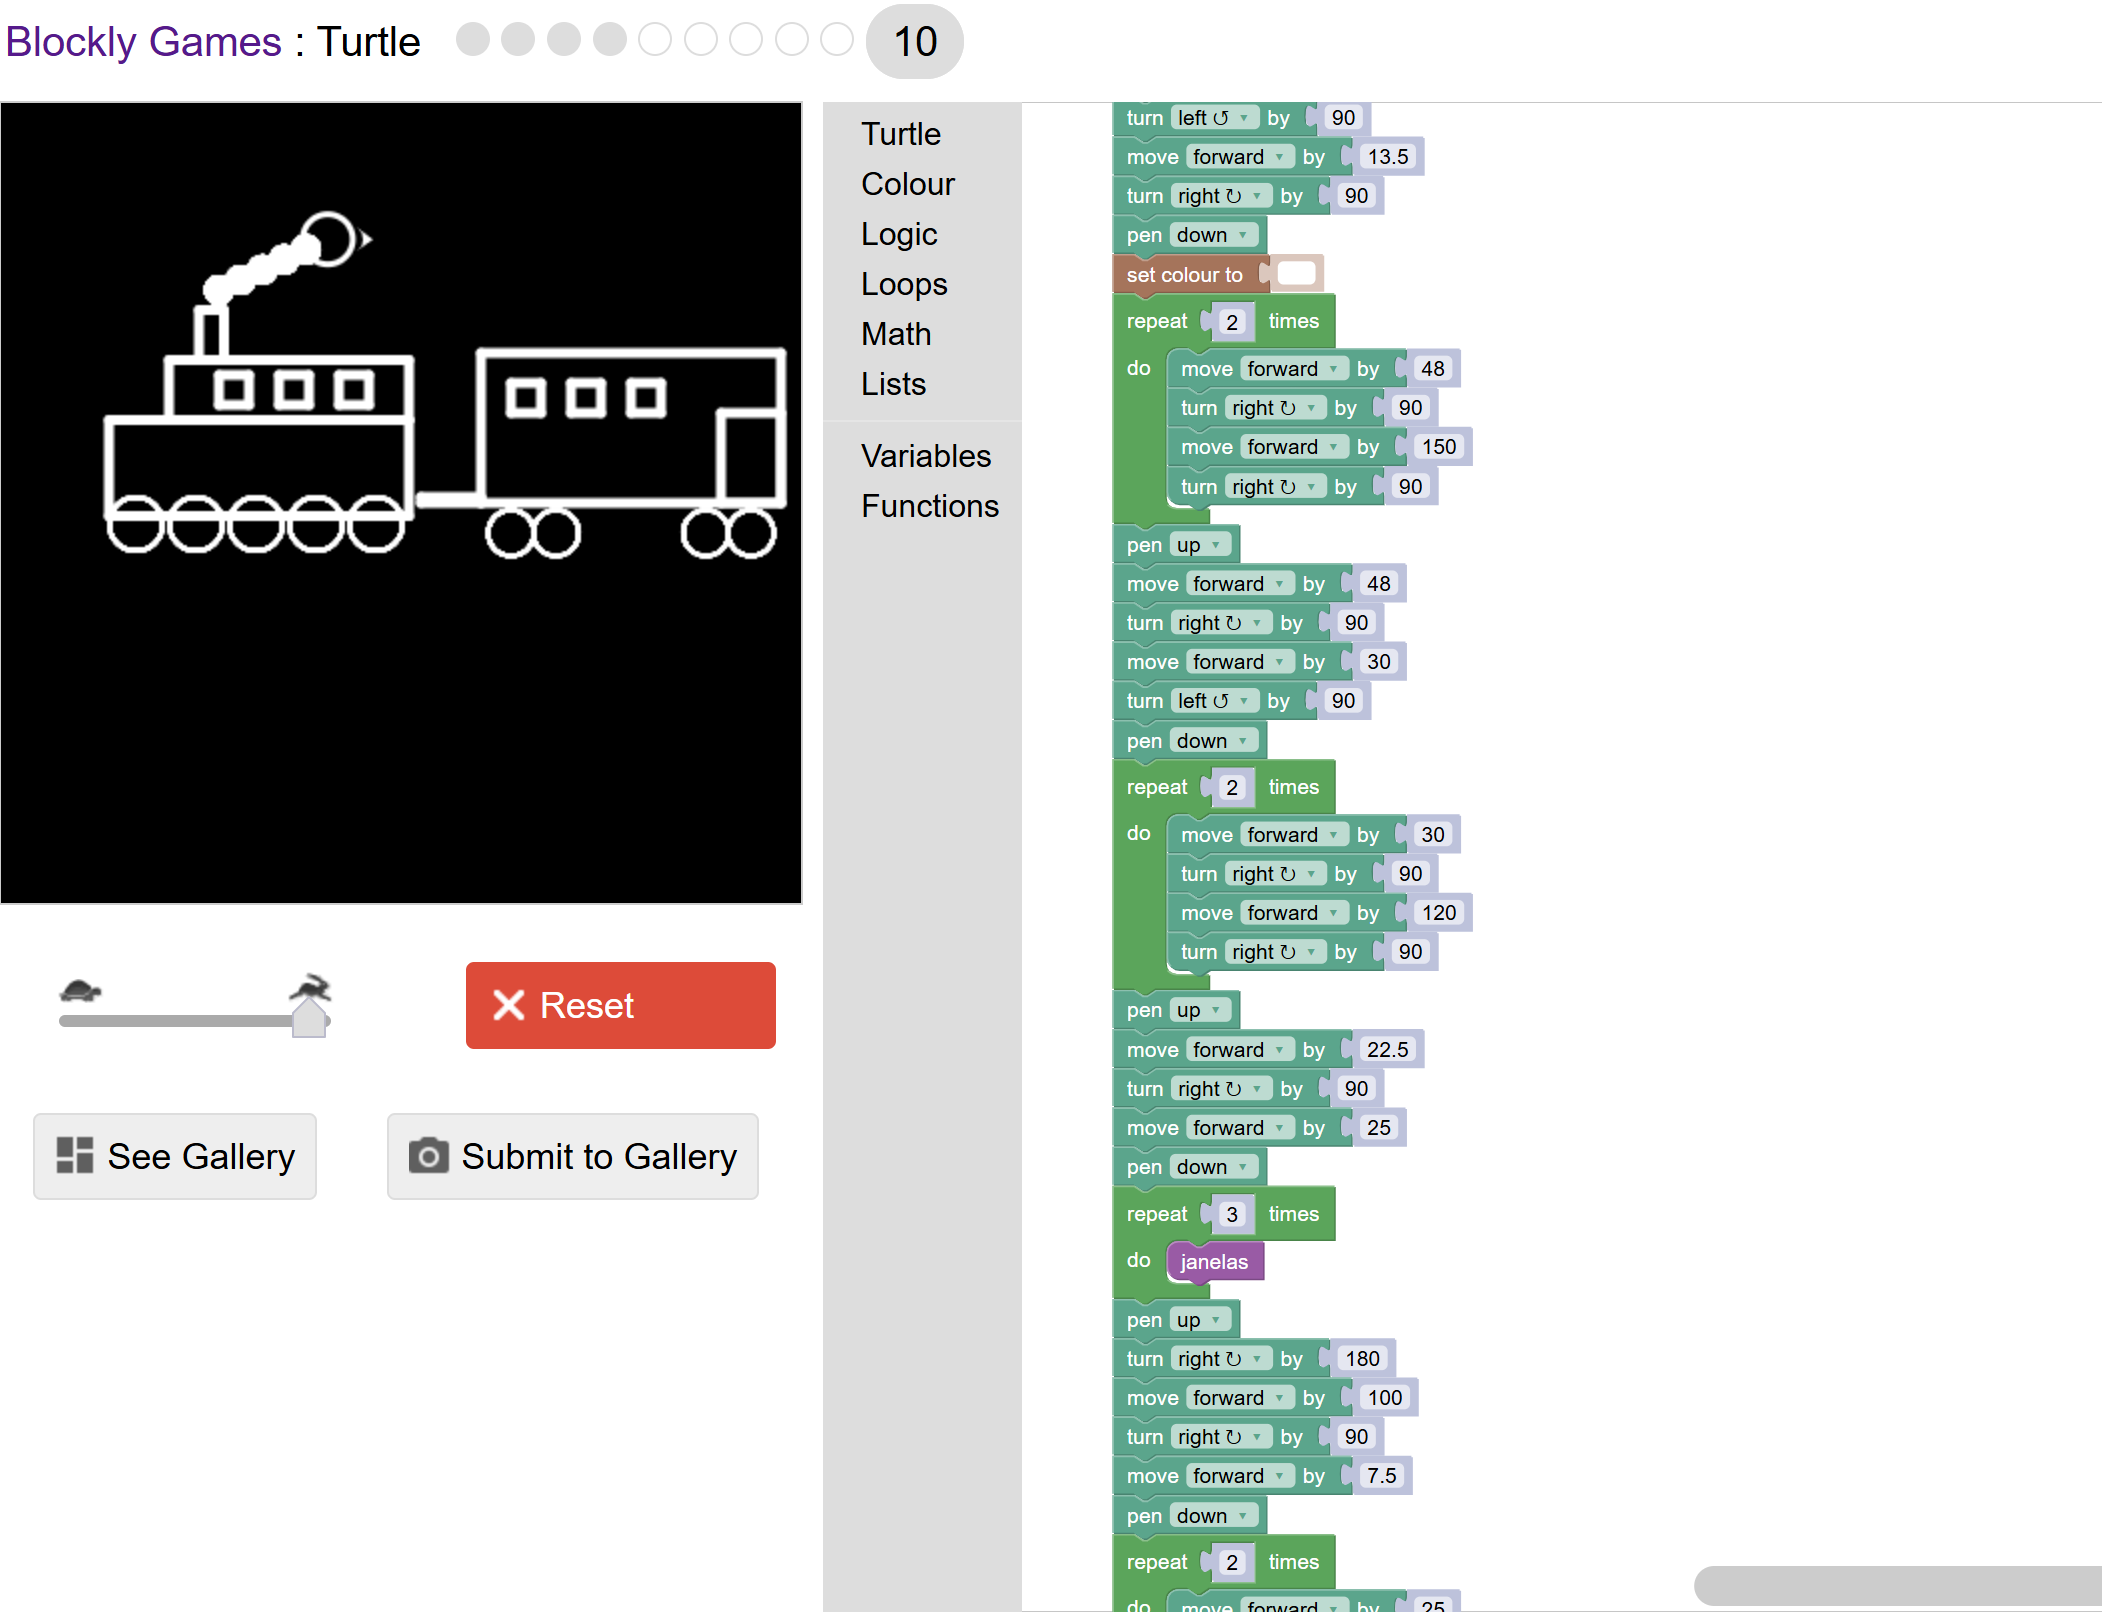 Blockly Games : Turtle 10
Turtle
Colour
Logic
Loops
Math
Lists
Variables
Functions
turn left ↺ by 90
move forward by 13.5
turn right ↻ by 90
pen down
set colour to
repeat 2 times
do move forward by 48
turn right ↻ by 90
move forward by 150
turn right ↻ by 90
pen up
move forward by 48
turn right ↻ by 90
move forward by 30
turn left ↺ by 90
pen down
repeat 2 times
do move forward by 30
turn right ↻ by 90
move forward by 120
turn right ↻ by 90
pen up
move forward by 22.5
turn right ↻ by 90
move forward by 25
pen down
repeat 3 times
do janelas
pen up
turn right ↻ by 180
move forward by 100
turn right ↻ by 90
move forward by 7.5
pen down
repeat 2 times
do move forward by 25
Reset
See Gallery
Submit to Gallery